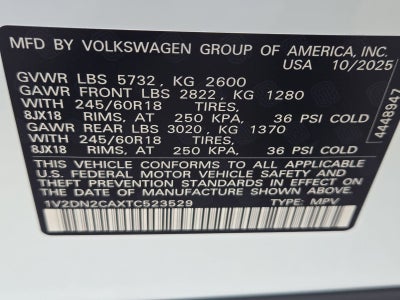 MFD BY VOLKSWAGEN GROUP OF AMERICA, INC.
USA 10/2025
GVWR LBS 5732, KG 2600
GAWR FRONT LBS 2822, KG 1280
WITH 245/60R18 TIRES,
8JX18 RIMS, AT 250 KPA, 36 PSI COLD
GAWR REAR LBS 3020, KG 1370
WITH 245/60R18 TIRES,
8JX18 RIMS, AT 250 KPA, 36 PSI COLD
THIS VEHICLE CONFORMS TO ALL APPLICABLE
U.S. FEDERAL MOTOR VEHICLE SAFETY AND
THEFT PREVENTION STANDARDS IN EFFECT
ON THE DATE OF MANUFACTURE SHOWN ABOVE.
1V2DN2CAXTC523529 TYPE: MPV
4448947